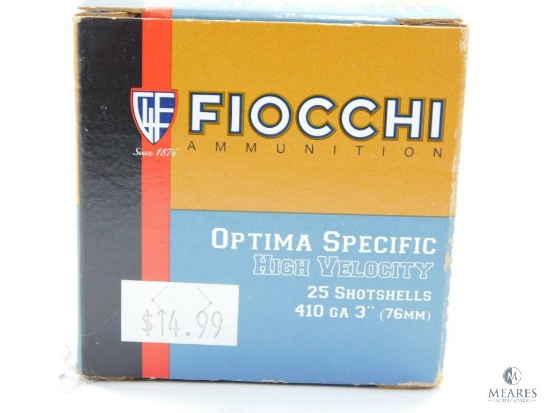 FIOCCHI
AMMUNITION
Since 1876
OPTIMA SPECIFIC
HIGH VELOCITY
25 SHOTSHELLS
410 GA 3" (76MM)
$14.99
M
MEARES